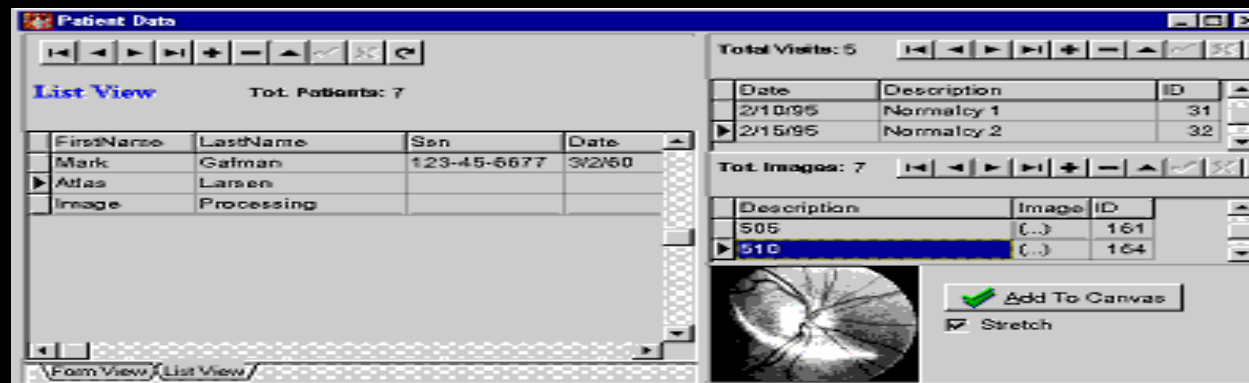 Patient Data
List View Tot. Patients: 7
FirstName LastName Ssn Date
Mark Gafman 123-45-6677 3/2/60
Atlas Larsen
Image Processing
Form View List View
Total Visits: 5
Date Description ID
2/10/95 Normalcy 1 31
2/15/95 Normalcy 2 32
Tot. Images: 7
Description Image ID
505 (...) 161
510 (...) 164
Add To Canvas
Stretch